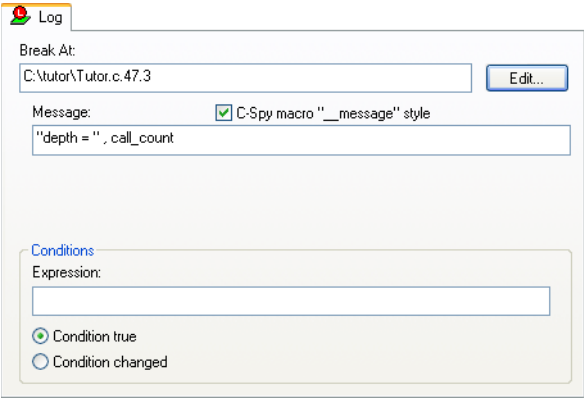 Log
Break At:
C:\tutor\Tutor.c.47.3
Edit...
Message:
C-Spy macro "__message" style
"depth = " , call_count
Conditions
Expression:
Condition true
Condition changed